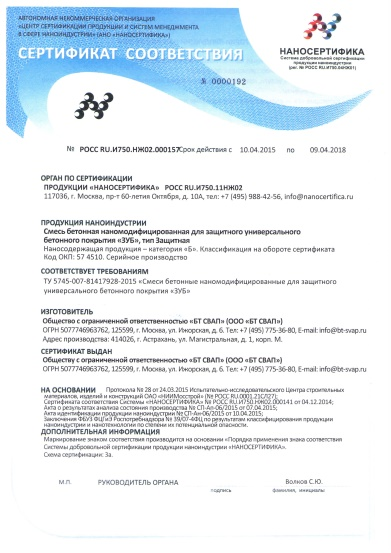 АВТОНОМНАЯ НЕКОММЕРЧЕСКАЯ ОРГАНИЗАЦИЯ
«ЦЕНТР СЕРТИФИКАЦИИ ПРОДУКЦИИ И СИСТЕМ МЕНЕДЖМЕНТА
В СФЕРЕ НАНОИНДУСТРИИ» (АНО «НАНОСЕРТИФИКА»)
СЕРТИФИКАТ СООТВЕТСТВИЯ
№ 0000192
НАНОСЕРТИФИКА
Система добровольной сертификации
продукции наноиндустрии
(рег. № РОСС RU.И750.04НЖ01)
№ РОСС RU.И750.НЖ02.000157 Срок действия с 10.04.2015 по 09.04.2018
ОРГАН ПО СЕРТИФИКАЦИИ
ПРОДУКЦИИ «НАНОСЕРТИФИКА» РОСС RU.И750.11НЖ02
117036, г. Москва, пр-т 60-летия Октября, д. 10А, тел: +7 (495) 988-42-56, info@nanocertifica.ru
ПРОДУКЦИЯ НАНОИНДУСТРИИ
Смесь бетонная наномодифицированная для защитного универсального
бетонного покрытия «ЗУБ», тип Защитная
Наносодержащая продукция – категория «Б». Классификация на обороте сертификата
Код ОКП: 57 4510. Серийное производство
СООТВЕТСТВУЕТ ТРЕБОВАНИЯМ
ТУ 5745-007-81417928-2015 «Смеси бетонные наномодифицированные для защитного
универсального бетонного покрытия «ЗУБ»
ИЗГОТОВИТЕЛЬ
Общество с ограниченной ответственностью «БТ СВАП» (ООО «БТ СВАП»)
ОГРН 5077746963762, 125599, г. Москва, ул. Ижорская, д. 6. Тел: +7 (495) 775-36-80, E-mail: info@bt-svap.ru
Адрес производства: 414026, г. Астрахань, ул. Магистральная, д. 1, корп. М.
СЕРТИФИКАТ ВЫДАН
Обществу с ограниченной ответственностью «БТ СВАП» (ООО «БТ СВАП»)
ОГРН 5077746963762, 125599, г. Москва, ул. Ижорская, д. 6. Тел: +7 (495) 775-36-80, E-mail: info@bt-svap.ru
НА ОСНОВАНИИ Протокола № 28 от 24.03.2015 Испытательно-исследовательского Центра строительных
материалов, изделий и конструкций ОАО «НИИМосстрой» (№ РОСС RU.0001.21СЛ27);
Сертификата соответствия Системы «НАНОСЕРТИФИКА» № РОСС RU.И750.НЖ02.000141 от 04.12.2014;
Акта о результатах анализа состояния производства № СП-Ан-06/2015 от 07.04.2015;
Акта идентификации продукции наноиндустрии № СП-Ан-06/2015 от 10.04.2015;
Заключения ФБУЗ ФЦГиЭ Роспотребнадзора № 39/07-4ФЦ по результатам классифицирования продукции
наноиндустрии и нанотехнологии по степени их потенциальной опасности.
ДОПОЛНИТЕЛЬНАЯ ИНФОРМАЦИЯ
Маркирование знаком соответствия производится на основании «Порядка применения знака соответствия
Системы добровольной сертификации продукции наноиндустрии «НАНОСЕРТИФИКА».
Схема сертификации: 3а.
М.П. РУКОВОДИТЕЛЬ ОРГАНА Волков С.Ю.
подпись фамилия, инициалы